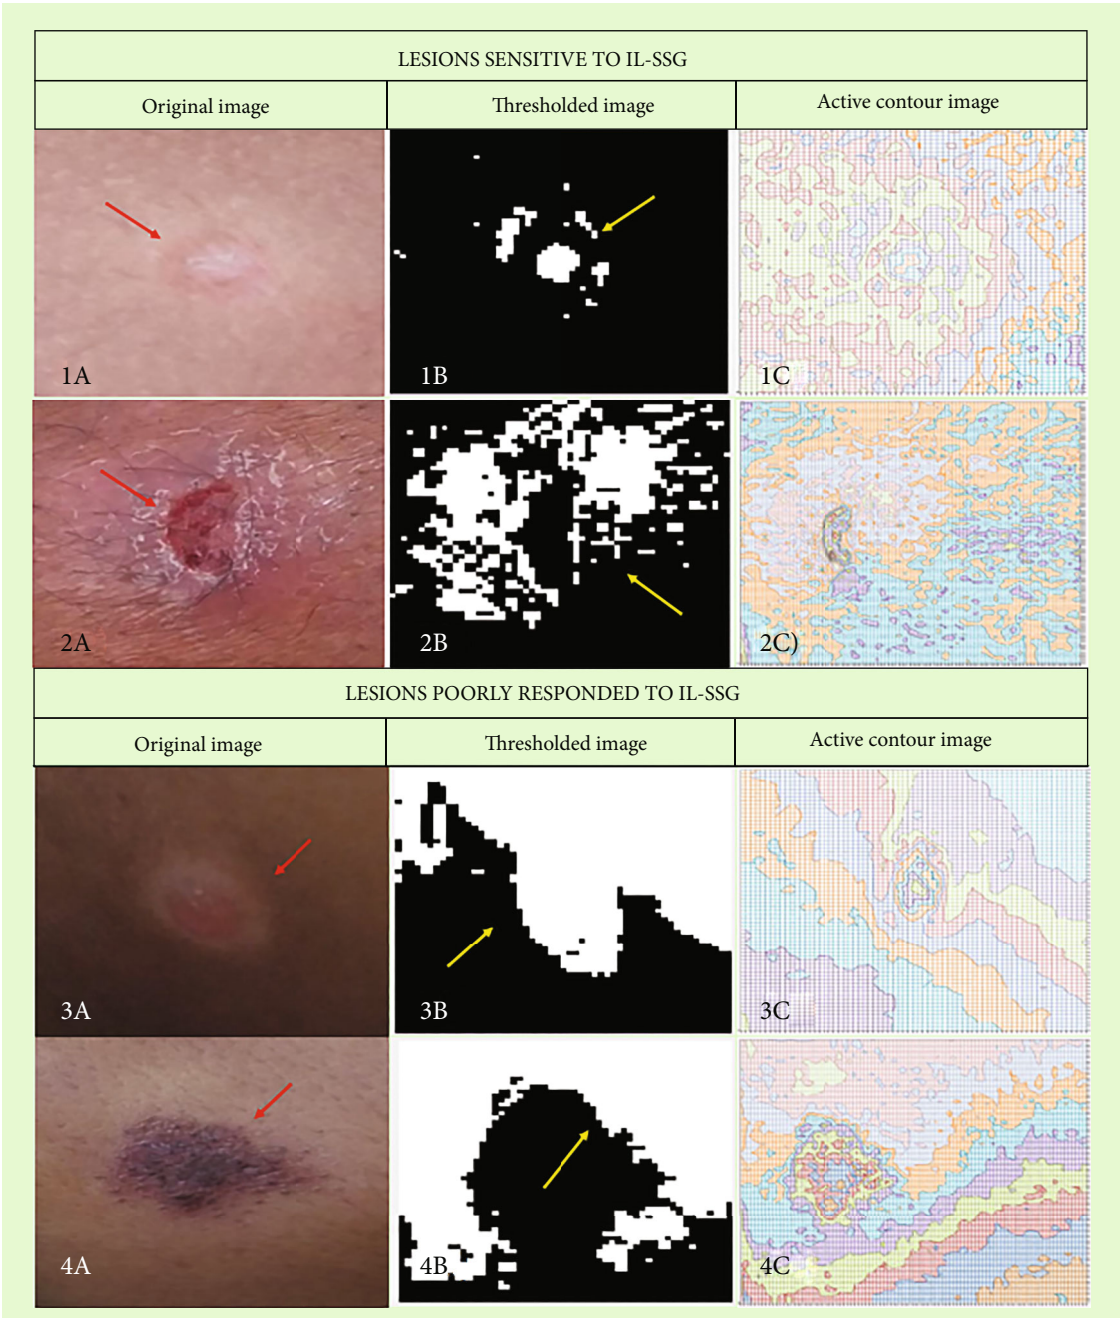 LESIONS SENSITIVE TO IL-SSG
Original image
Thresholded image
Active contour image
1A
1B
1C
2A
2B
2C)
LESIONS POORLY RESPONDED TO IL-SSG
Original image
Thresholded image
Active contour image
3A
3B
3C
4A
4B
4C